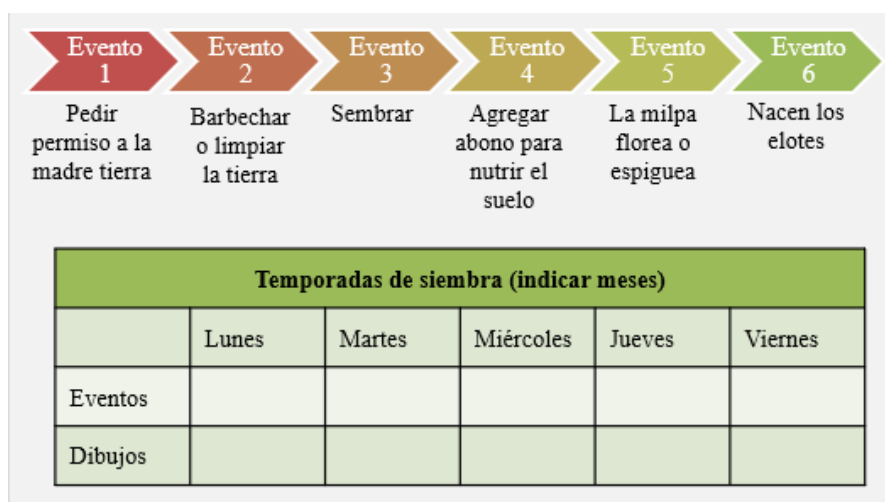 Evento
1
Evento
2
Evento
3
Evento
4
Evento
5
Evento
6
Pedir
permiso a la
madre tierra
Barbechar
o limpiar
la tierra
Sembrar
Agregar
abono para
nutrir el
suelo
La milpa
florea o
espiguea
Nacen los
elotes
Temporadas de siembra (indicar meses)
Lunes Martes Miércoles Jueves Viernes
Eventos
Dibujos